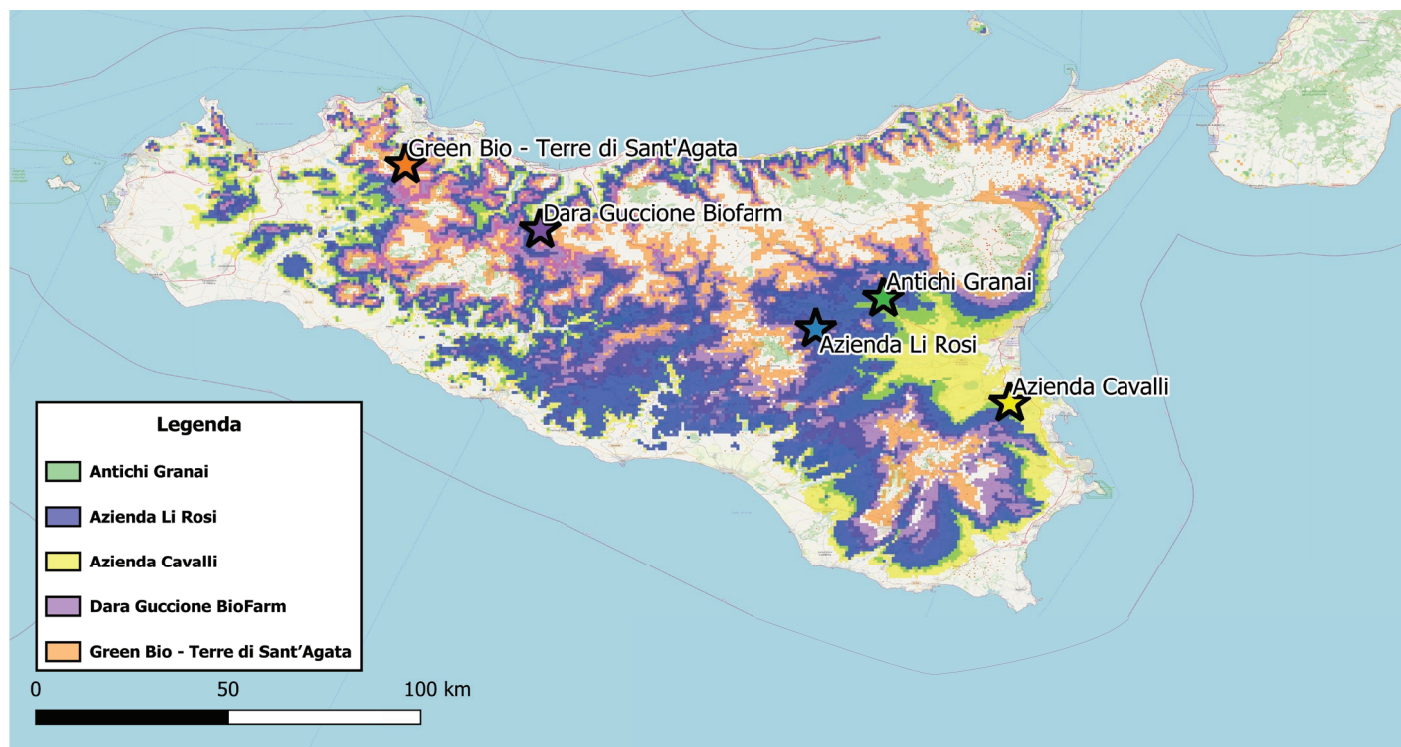 Green Bio - Terre di Sant'Agata
Dara Guccione Biofarm
Antichi Granai
Azienda Li Rosi
Azienda Cavalli
Legenda
Antichi Granai
Azienda Li Rosi
Azienda Cavalli
Dara Guccione BioFarm
Green Bio - Terre di Sant’Agata
0 50 100 km